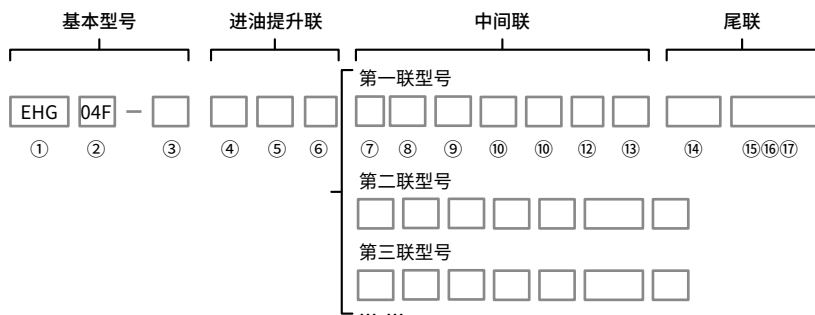 基本型号 进油提升联 中间联 尾联
第一联型号
EHG 04F —
① ② ③ ④ ⑤ ⑥ ⑦ ⑧ ⑨ ⑩ ⑩ ⑫ ⑬ ⑭ ⑮⑯⑰
第二联型号
第三联型号